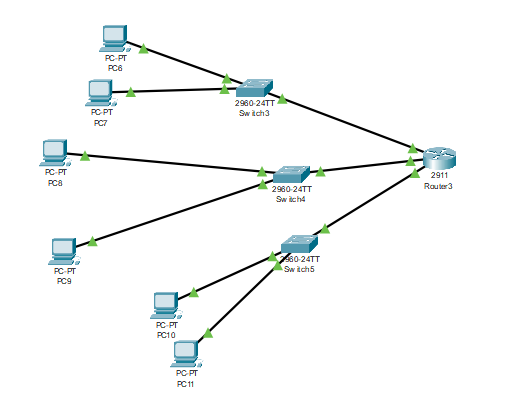 PC-PT
PC6
PC-PT
PC7
2960-24TT
Switch3
PC-PT
PC8
2911
Router3
2960-24TT
Switch4
PC-PT
PC9
2960-24TT
Switch5
PC-PT
PC10
PC-PT
PC11